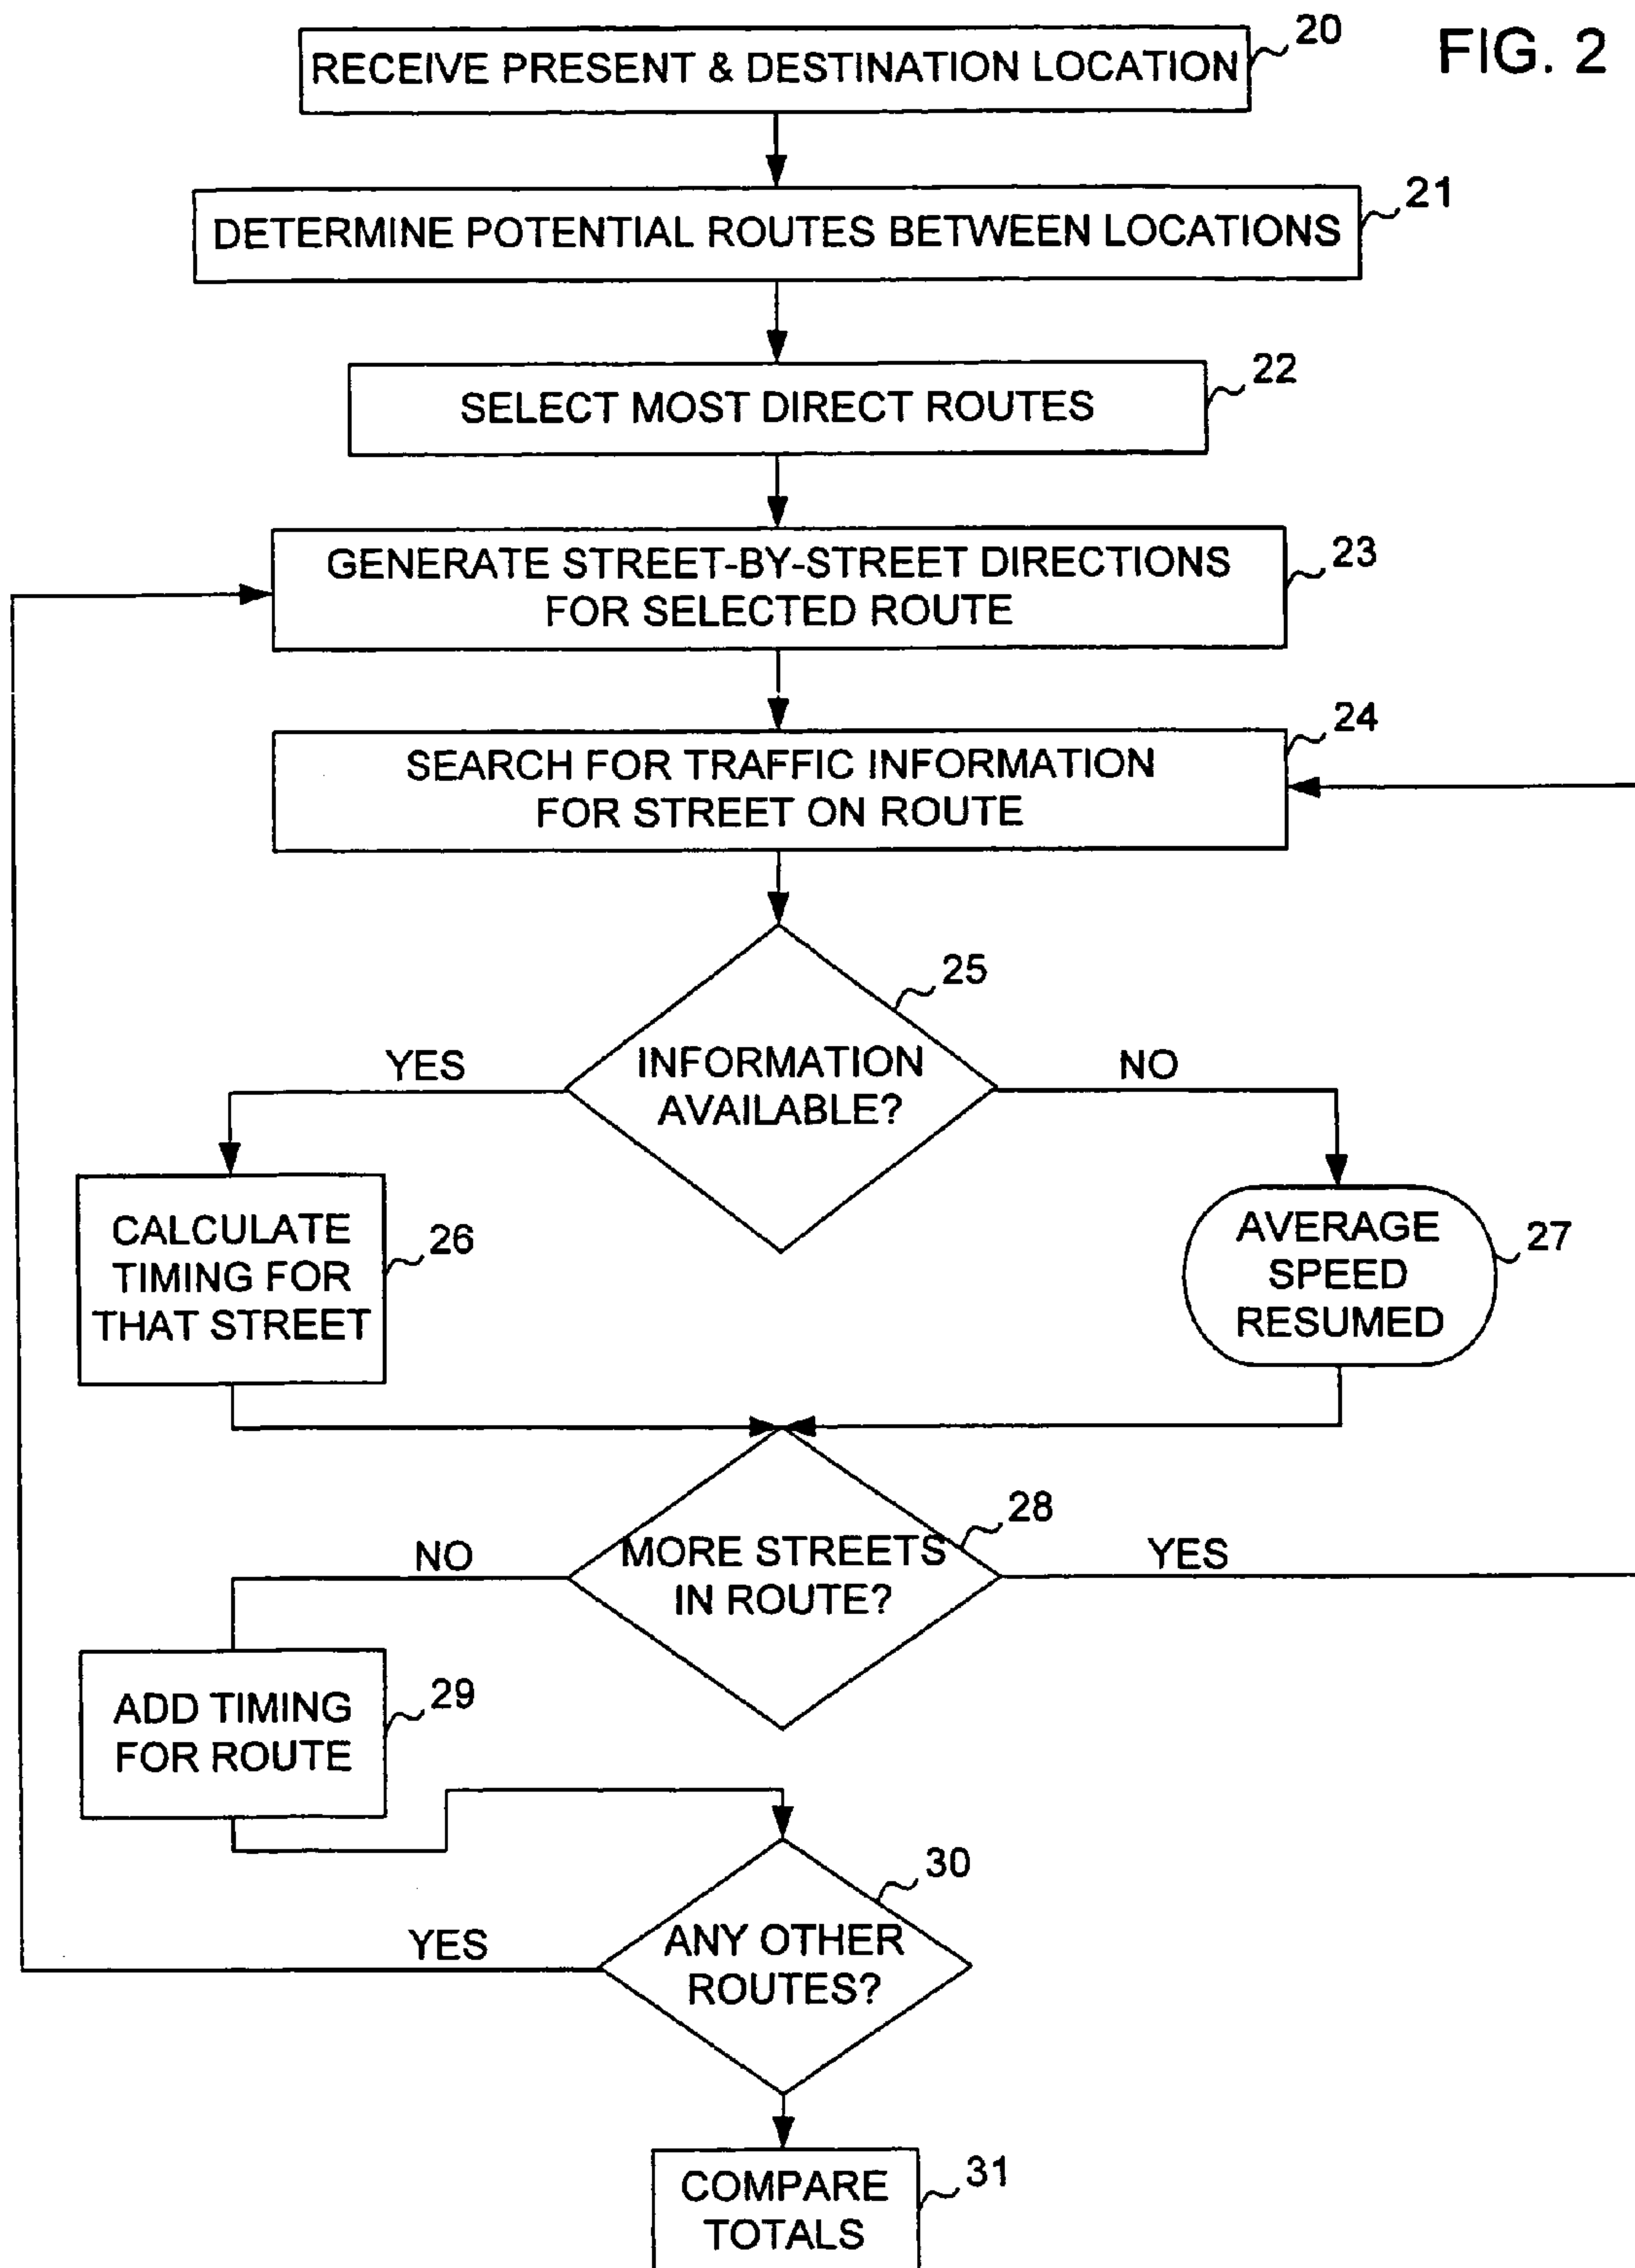 FIG. 2
20
RECEIVE PRESENT & DESTINATION LOCATION
21
DETERMINE POTENTIAL ROUTES BETWEEN LOCATIONS
22
SELECT MOST DIRECT ROUTES
23
GENERATE STREET-BY-STREET DIRECTIONS
FOR SELECTED ROUTE
24
SEARCH FOR TRAFFIC INFORMATION
FOR STREET ON ROUTE
25
INFORMATION
AVAILABLE?
YES
NO
CALCULATE
TIMING FOR
THAT STREET
26
AVERAGE
SPEED
RESUMED
27
28
MORE STREETS
IN ROUTE?
NO
YES
ADD TIMING
FOR ROUTE
29
30
ANY OTHER
ROUTES?
YES
COMPARE
TOTALS
31